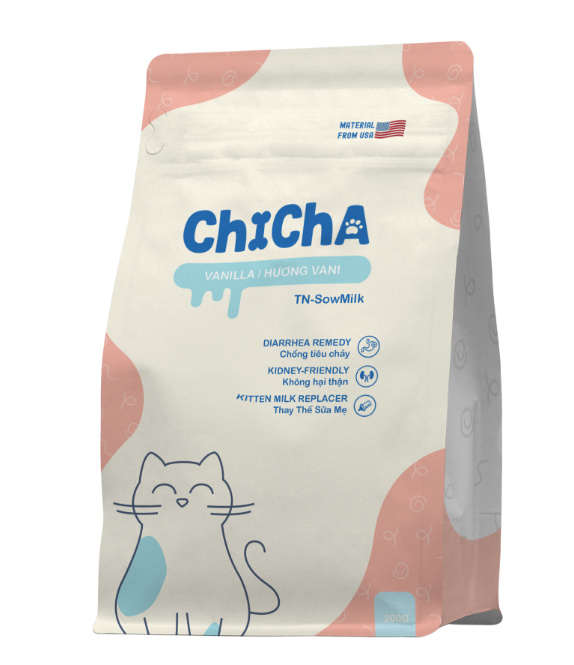 MATERIAL
FROM USA
ChIChA
VANILLA / HƯƠNG VANI
TN-SowMilk
DIARRHEA REMEDY
Chống tiêu chảy
KIDNEY-FRIENDLY
Không hại thận
KITTEN MILK REPLACER
Thay Thế Sữa Mẹ
200G